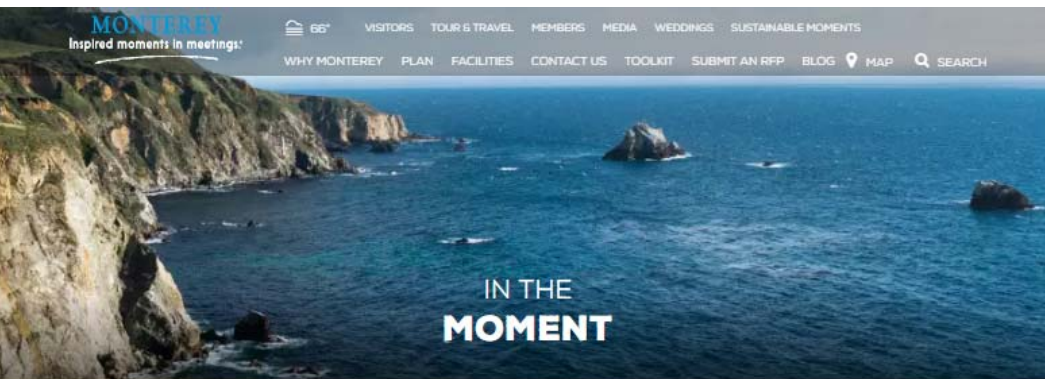 MONTEREY
Inspired moments in meetings.
66° VISITORS TOUR & TRAVEL MEMBERS MEDIA WEDDINGS SUSTAINABLE MOMENTS
WHY MONTEREY PLAN FACILITIES CONTACT US TOOLKIT SUBMIT AN RFP BLOG MAP SEARCH
IN THE
MOMENT